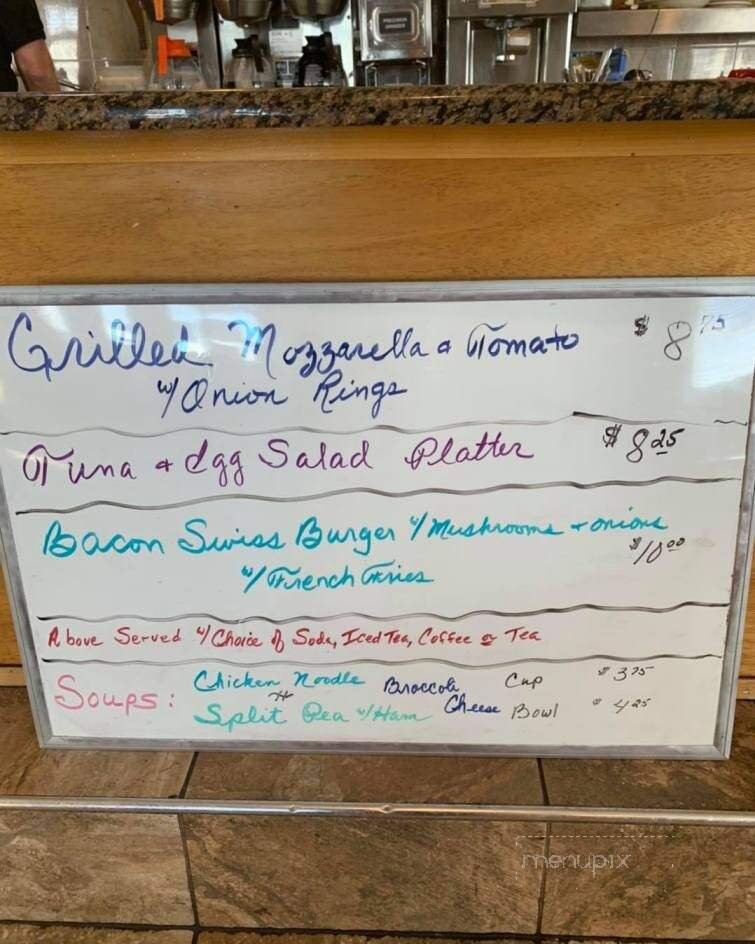 Grilled Mozzarella & Tomato $8.75
w/ Onion Rings
Tuna & Egg Salad Platter $8.25
Bacon Swiss Burger w/ Mushrooms & onions
w/ French Fries $10.00
Above Served w/ Choice of Soda, Iced Tea, Coffee or Tea
Soups: Chicken Noodle Broccoli Cup $3.75
Split Pea w/ Ham Cheese Bowl $4.25
menupix